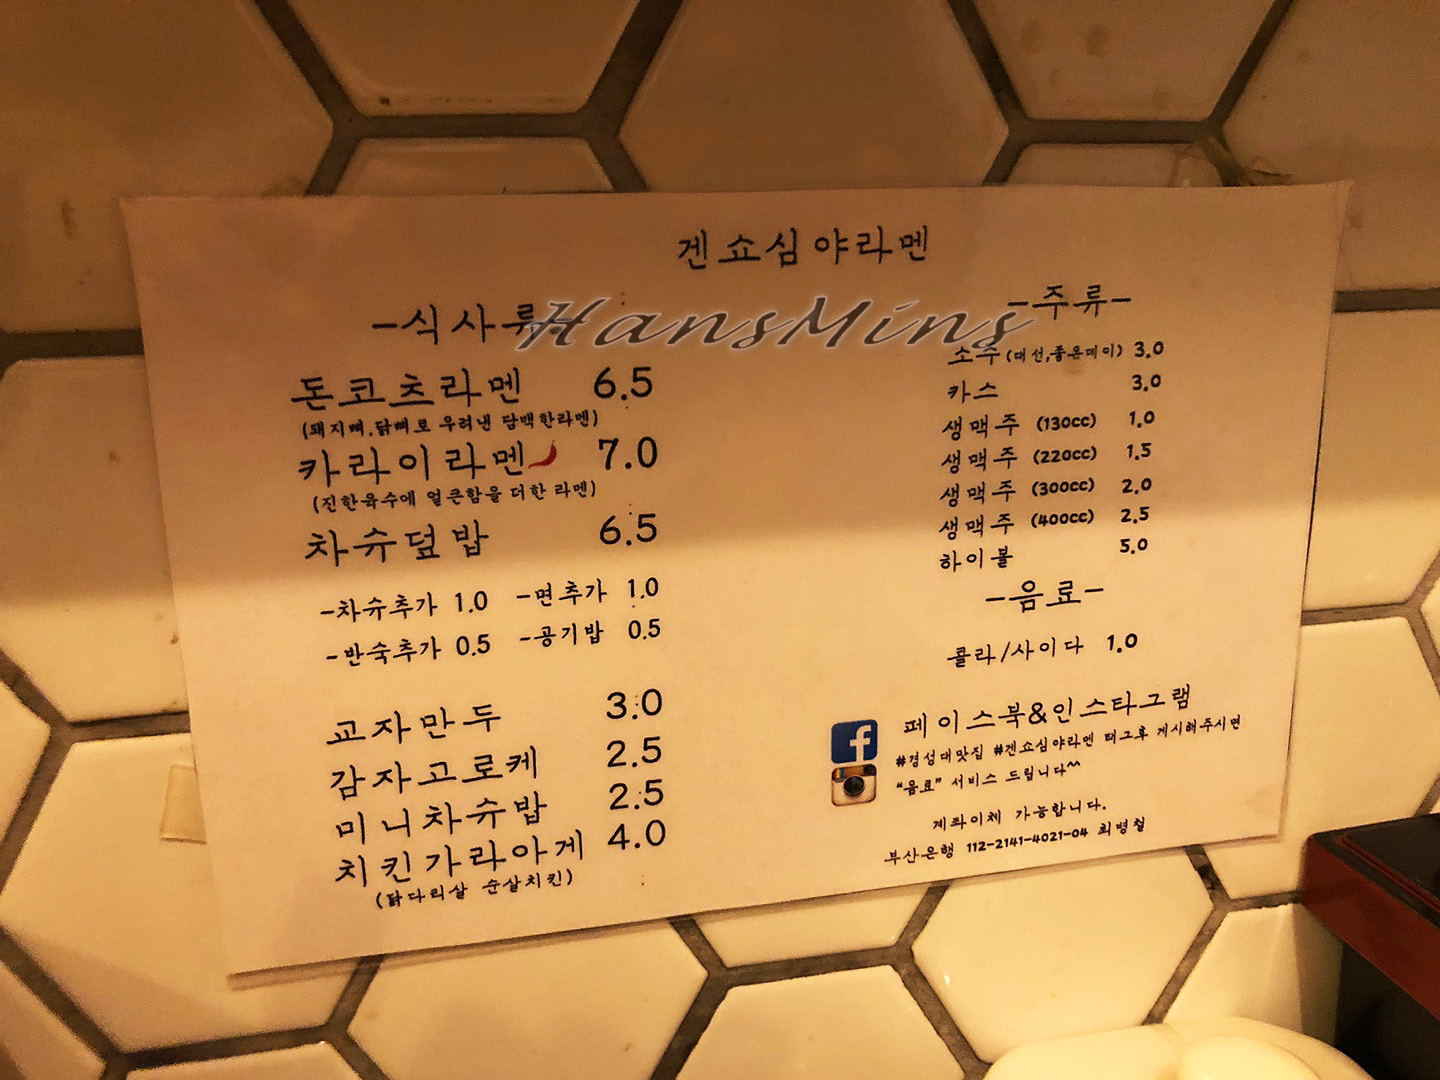 겐쇼심야라멘
-식사류-
돈코츠라멘 6.5
(돼지뼈,닭뼈로 우려낸 담백한라멘)
카라이라멘 7.0
(진한육수에 얼큰함을 더한 라멘)
차슈덮밥 6.5
-차슈추가 1.0 -면추가 1.0
-반숙추가 0.5 -공기밥 0.5
교자만두 3.0
감자고로케 2.5
미니차슈밥 2.5
치킨가라아게 4.0
(닭다리살 순살치킨)
HansMins
-주류-
소주(대선,좋은데이) 3.0
카스 3.0
생맥주 (130cc) 1.0
생맥주 (220cc) 1.5
생맥주 (300cc) 2.0
생맥주 (400cc) 2.5
하이볼 5.0
-음료-
콜라/사이다 1.0
페이스북&인스타그램
#경성대맛집 #겐쇼심야라멘 태그후 게시해주시면
"음료" 서비스 드립니다^^
계좌이체 가능합니다.
부산은행 112-2141-4021-04 최병철